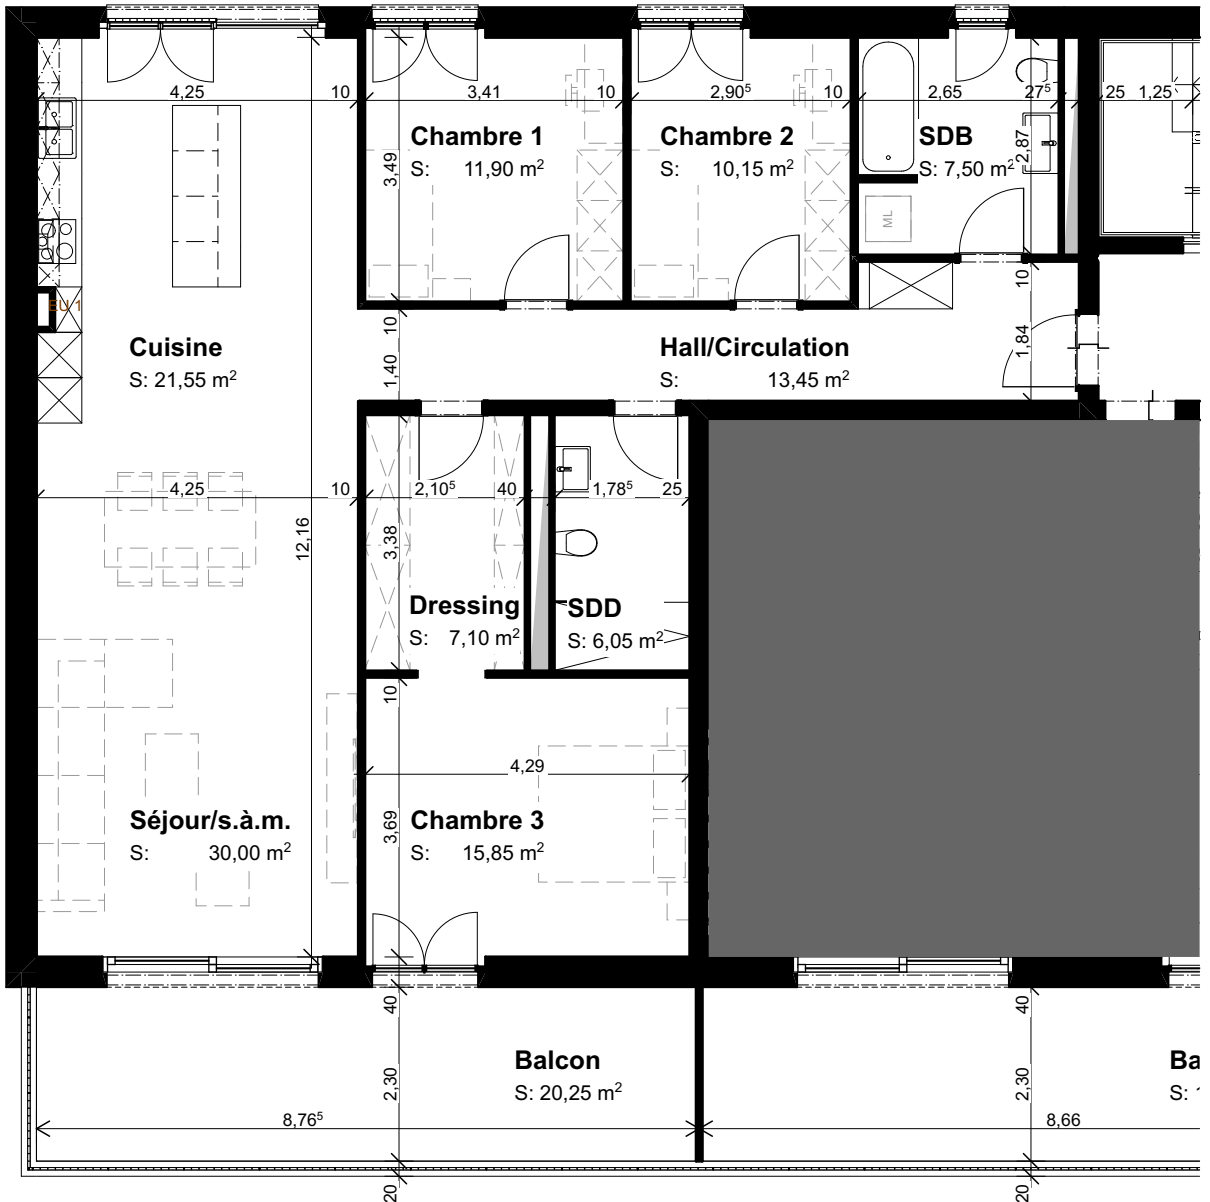 4,25
10
3,41
10
2,90⁵
10
2,65
27⁵
25
1,25
Chambre 1
S: 11,90 m²
3,49
Chambre 2
S: 10,15 m²
SDB
S: 7,50 m²
2,87
ML
EU 1
10
10
Cuisine
S: 21,55 m²
1,40
Hall/Circulation
S: 13,45 m²
1,84
4,25
10
2,10⁵
40
1,78⁵
25
12,16
3,38
Dressing
S: 7,10 m²
SDD
S: 6,05 m²
10
4,29
Séjour/s.à.m.
S: 30,00 m²
3,69
Chambre 3
S: 15,85 m²
40
40
Balcon
S: 20,25 m²
Ba
S:
2,30
2,30
8,76⁵
8,66
20
20